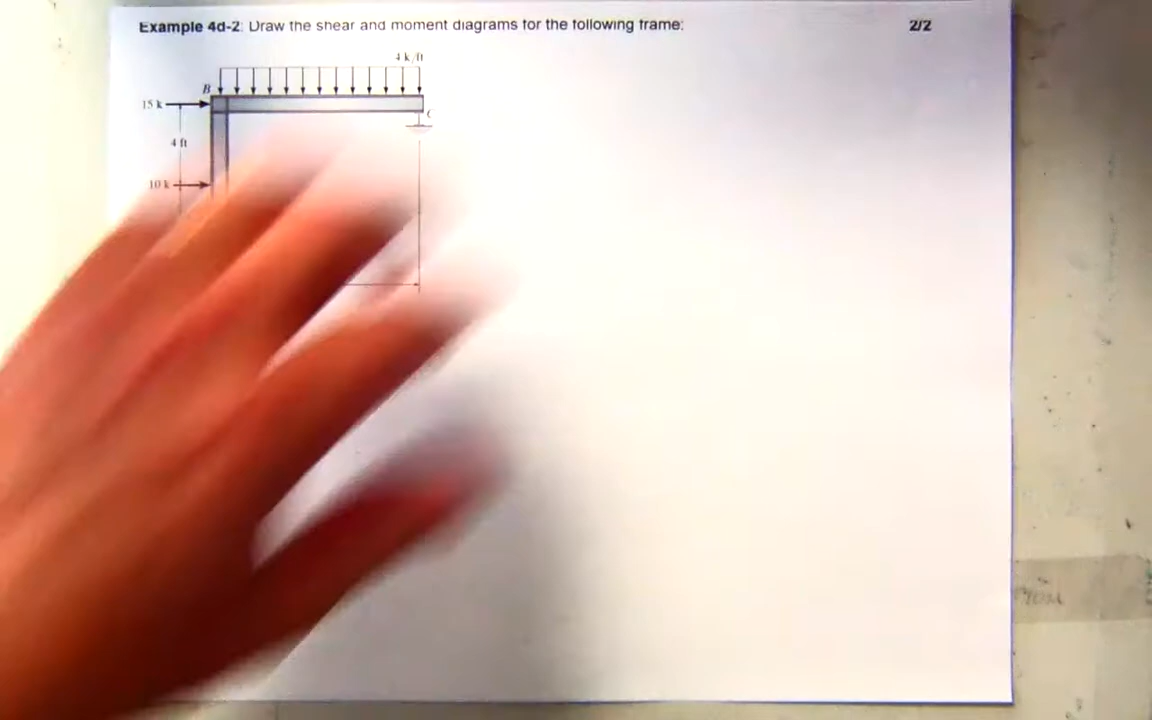 Example 4d-2: Draw the shear and moment diagrams for the following frame: 2/2
4 k/ft
B
15 k
C
4 ft
10 k